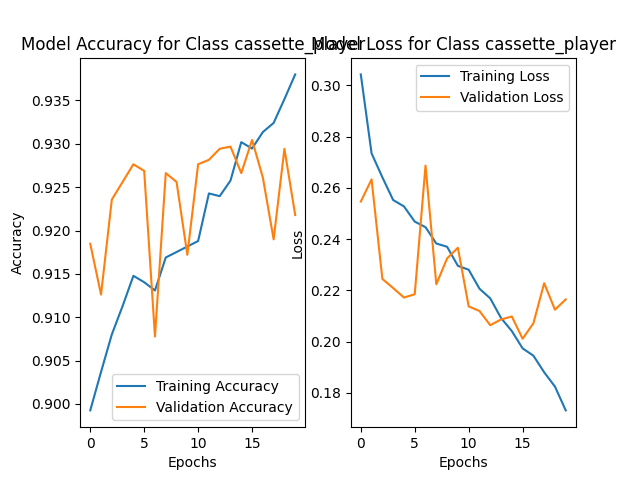 Model Accuracy for Class cassette_player
Model Loss for Class cassette_player
0.935
0.930
0.925
0.920
0.915
0.910
0.905
0.900
Accuracy
Training Accuracy
Validation Accuracy
0
5
10
15
Epochs
0.30
0.28
0.26
0.24
0.22
0.20
0.18
Loss
Training Loss
Validation Loss
0
5
10
15
Epochs